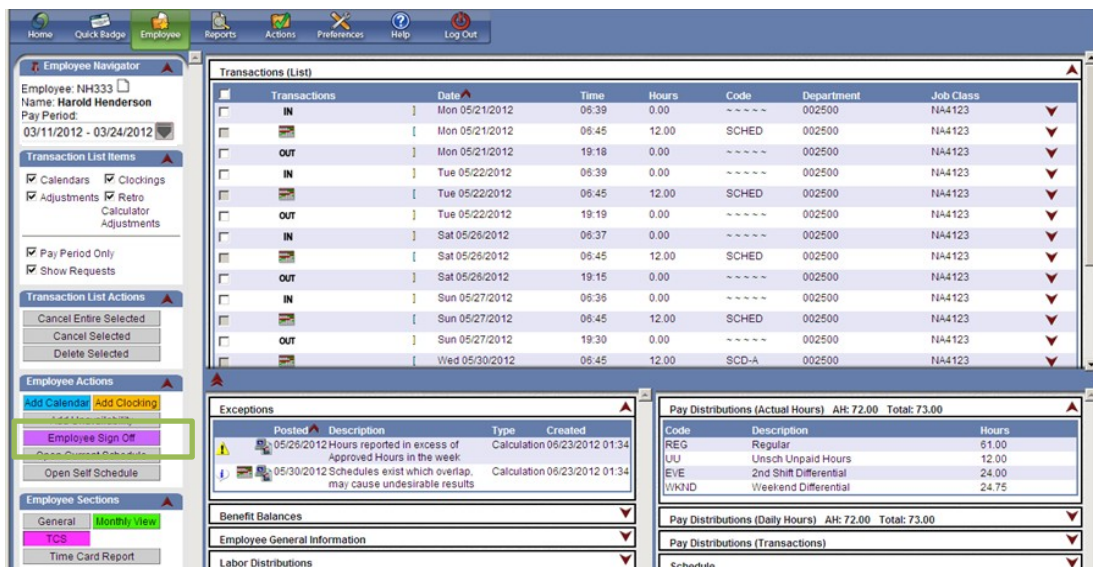 Home Quick Badge Employee Reports Actions Preferences Help Log Out
Employee Navigator
Employee: NH333
Name: Harold Henderson
Pay Period:
03/11/2012 - 03/24/2012
Transaction List Items
Calendars Clockings
Adjustments Retro
Calculator
Adjustments
Pay Period Only
Show Requests
Transaction List Actions
Cancel Entire Selected
Cancel Selected
Delete Selected
Employee Actions
Add Calendar Add Clocking
Employee Sign Off
Open Current Schedule
Open Self Schedule
Employee Sections
General Monthly View
TCS
Time Card Report
Transactions (List)
Transactions Date Time Hours Code Department Job Class
IN ] Mon 05/21/2012 06:39 0.00 ~ ~ ~ ~ ~ 002500 NA4123
[ Mon 05/21/2012 06:45 12.00 SCHED 002500 NA4123
OUT ] Mon 05/21/2012 19:18 0.00 ~ ~ ~ ~ ~ 002500 NA4123
IN ] Tue 05/22/2012 06:39 0.00 ~ ~ ~ ~ ~ 002500 NA4123
[ Tue 05/22/2012 06:45 12.00 SCHED 002500 NA4123
OUT ] Tue 05/22/2012 19:19 0.00 ~ ~ ~ ~ ~ 002500 NA4123
IN ] Sat 05/26/2012 06:37 0.00 ~ ~ ~ ~ ~ 002500 NA4123
[ Sat 05/26/2012 06:45 12.00 SCHED 002500 NA4123
OUT ] Sat 05/26/2012 19:15 0.00 ~ ~ ~ ~ ~ 002500 NA4123
IN ] Sun 05/27/2012 06:36 0.00 ~ ~ ~ ~ ~ 002500 NA4123
[ Sun 05/27/2012 06:45 12.00 SCHED 002500 NA4123
OUT ] Sun 05/27/2012 19:30 0.00 ~ ~ ~ ~ ~ 002500 NA4123
[ Wed 05/30/2012 06:45 12.00 SCD-A 002500 NA4123
Exceptions
Posted Description Type Created
05/26/2012 Hours reported in excess of Calculation 06/23/2012 01:34
Approved Hours in the week
05/30/2012 Schedules exist which overlap, Calculation 06/23/2012 01:34
may cause undesirable results
Benefit Balances
Employee General Information
Labor Distributions
Pay Distributions (Actual Hours) AH: 72.00 Total: 73.00
Code Description Hours
REG Regular 61.00
UU Unsch Unpaid Hours 12.00
EVE 2nd Shift Differential 24.00
WKND Weekend Differential 24.75
Pay Distributions (Daily Hours) AH: 72.00 Total: 73.00
Pay Distributions (Transactions)
Schedule